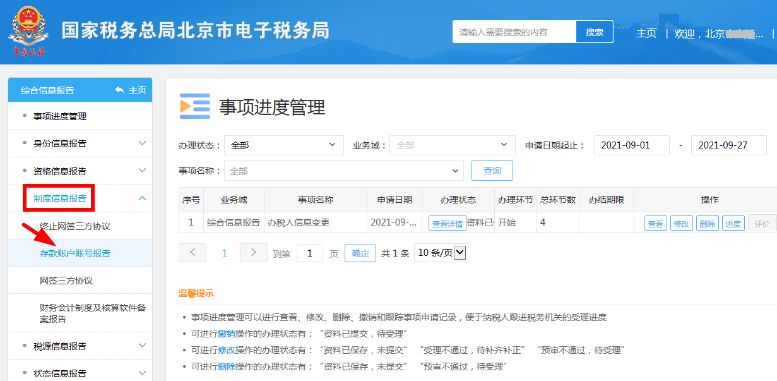 国家税务总局北京市电子税务局
请输入需要搜索的内容
搜索
主页 | 欢迎，北京 ... |
综合信息报告 主页
事项进度管理
身份信息报告
资格信息报告
制度信息报告
终止网签三方协议
存款账户账号报告
网签三方协议
财务会计制度及核算软件备
案报告
税源信息报告
状态信息报告
事项进度管理
办理状态： 全部 业务域： 全部 申请日期起止： 2021-09-01 - 2021-09-27
事项名称： 全部 查询
序号 业务域 事项名称 申请日期 办理状态 办理环节 总环节数 办结期限 操作
1 综合信息报告 办税人信息变更 2021-09-... 查看详情 资料已 开始 4 查看 修改 删除 进度 评价
< 1 > 到第 1 页 确定 共 1 条 10 条/页
温馨提示
• 事项进度管理可以进行查看、修改、删除、撤销和跟踪事项申请记录，便于纳税人跟进税务机关的受理进度
• 可进行撤销操作的办理状态有：“资料已提交，待受理”
• 可进行修改操作的办理状态有：“资料已保存，未提交” “受理不通过，待补齐补正” “预审不通过，待受理”
• 可进行删除操作的办理状态有：“资料已保存，未提交” “预审不通过，待受理”